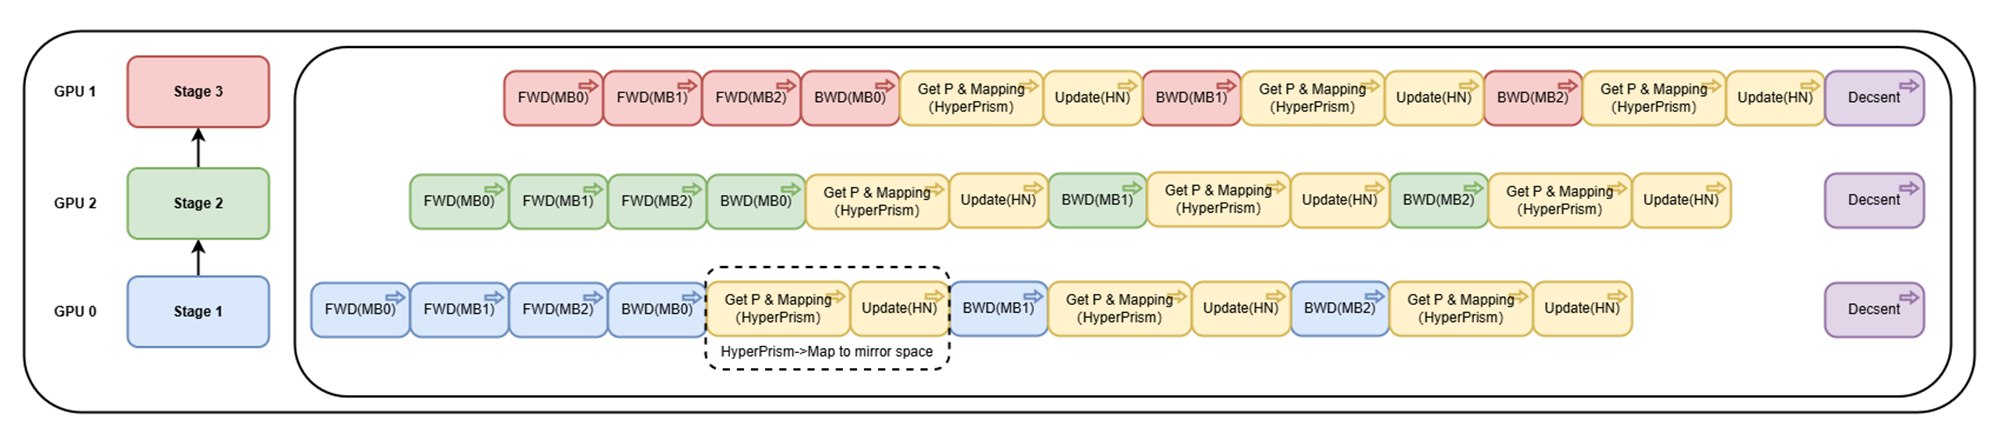 GPU 1
Stage 3
FWD(MB0)
FWD(MB1)
FWD(MB2)
BWD(MB0)
Get P & Mapping
(HyperPrism)
Update(HN)
BWD(MB1)
Get P & Mapping
(HyperPrism)
Update(HN)
BWD(MB2)
Get P & Mapping
(HyperPrism)
Update(HN)
Decsent
GPU 2
Stage 2
FWD(MB0)
FWD(MB1)
FWD(MB2)
BWD(MB0)
Get P & Mapping
(HyperPrism)
Update(HN)
BWD(MB1)
Get P & Mapping
(HyperPrism)
Update(HN)
BWD(MB2)
Get P & Mapping
(HyperPrism)
Update(HN)
Decsent
GPU 0
Stage 1
FWD(MB0)
FWD(MB1)
FWD(MB2)
BWD(MB0)
Get P & Mapping
(HyperPrism)
Update(HN)
BWD(MB1)
Get P & Mapping
(HyperPrism)
Update(HN)
BWD(MB2)
Get P & Mapping
(HyperPrism)
Update(HN)
Decsent
HyperPrism->Map to mirror space